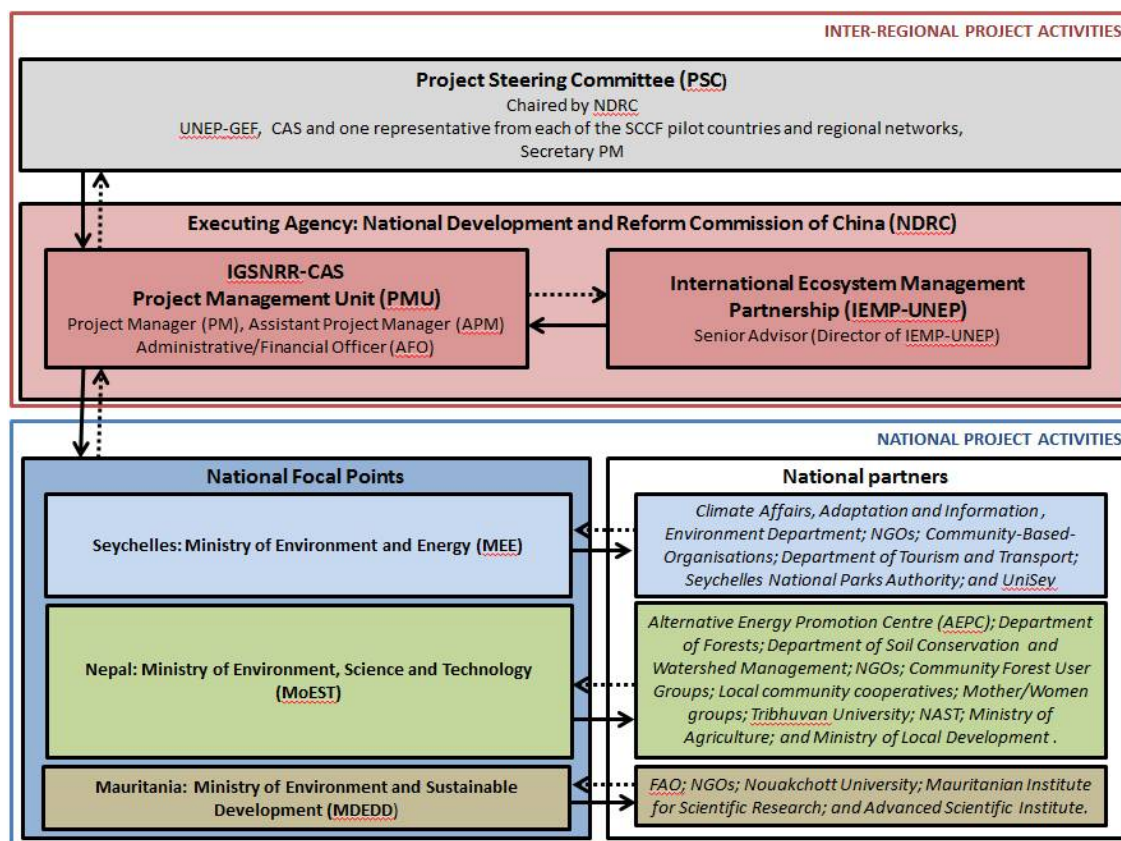 INTER-REGIONAL PROJECT ACTIVITIES
Project Steering Committee (PSC)
Chaired by NDRC
UNEP-GEF, CAS and one representative from each of the SCCF pilot countries and regional networks,
Secretary PM
Executing Agency: National Development and Reform Commission of China (NDRC)
IGSNRR-CAS
Project Management Unit (PMU)
Project Manager (PM), Assistant Project Manager (APM)
Administrative/Financial Officer (AFO)
International Ecosystem Management
Partnership (IEMP-UNEP)
Senior Advisor (Director of IEMP-UNEP)
NATIONAL PROJECT ACTIVITIES
National Focal Points
Seychelles: Ministry of Environment and Energy (MEE)
Nepal: Ministry of Environment, Science and Technology
(MoEST)
Mauritania: Ministry of Environment and Sustainable
Development (MDEDD)
National partners
Climate Affairs, Adaptation and Information ,
Environment Department; NGOs; Community-Based-
Organisations; Department of Tourism and Transport;
Seychelles National Parks Authority; and UniSey
Alternative Energy Promotion Centre (AEPC); Department
of Forests; Department of Soil Conservation and
Watershed Management; NGOs; Community Forest User
Groups; Local community cooperatives; Mother/Women
groups; Tribhuvan University; NAST; Ministry of
Agriculture; and Ministry of Local Development .
FAO; NGOs; Nouakchott University; Mauritanian Institute
for Scientific Research; and Advanced Scientific Institute.